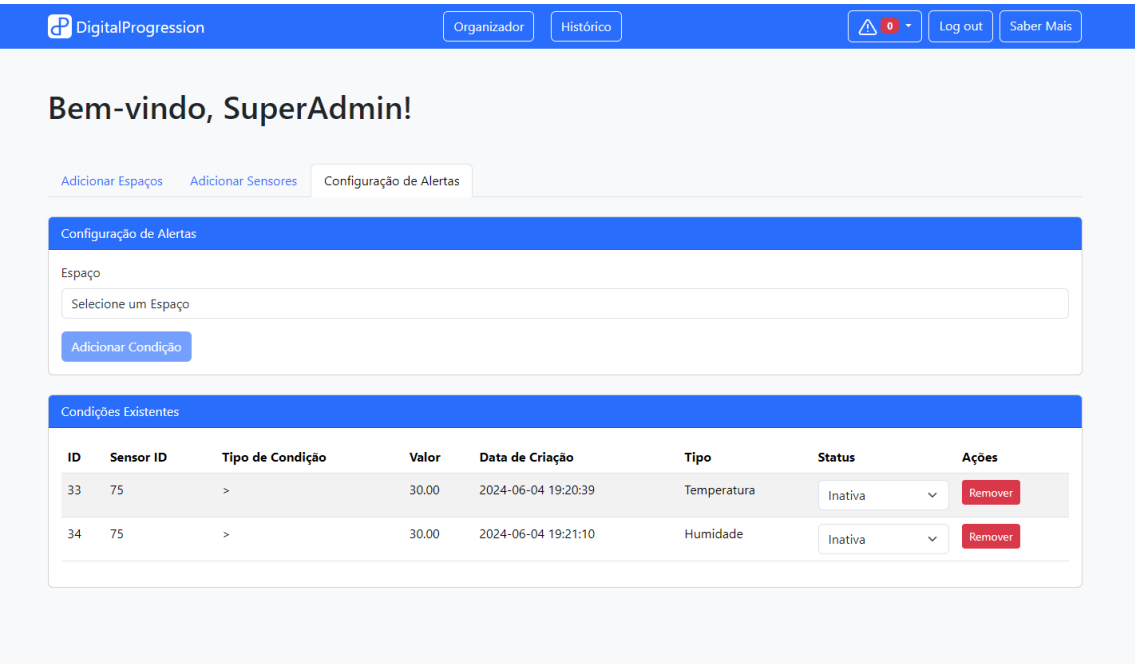 DigitalProgression Organizador Histórico 0 Log out Saber Mais
Bem-vindo, SuperAdmin!
Adicionar Espaços Adicionar Sensores Configuração de Alertas
Configuração de Alertas
Espaço
Selecione um Espaço
Adicionar Condição
Condições Existentes
ID Sensor ID Tipo de Condição Valor Data de Criação Tipo Status Ações
33 75 > 30.00 2024-06-04 19:20:39 Temperatura Inativa Remover
34 75 > 30.00 2024-06-04 19:21:10 Humidade Inativa Remover